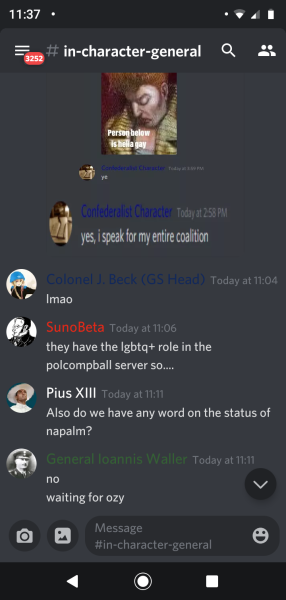 11:37
3252
# in-character-general
Person below
is hella gay
Confederalist Character Today at 3:09 PM
ye
Confederalist Character Today at 2:58 PM
yes, i speak for my entire coalition
Colonel J. Beck (GS Head) Today at 11:04
lmao
SunoBeta Today at 11:06
they have the lgbtq+ role in the
polcompball server so....
Pius XIII Today at 11:11
Also do we have any word on the status of
napalm?
General Ioannis Waller Today at 11:11
no
waiting for ozy
Message
#in-character-general